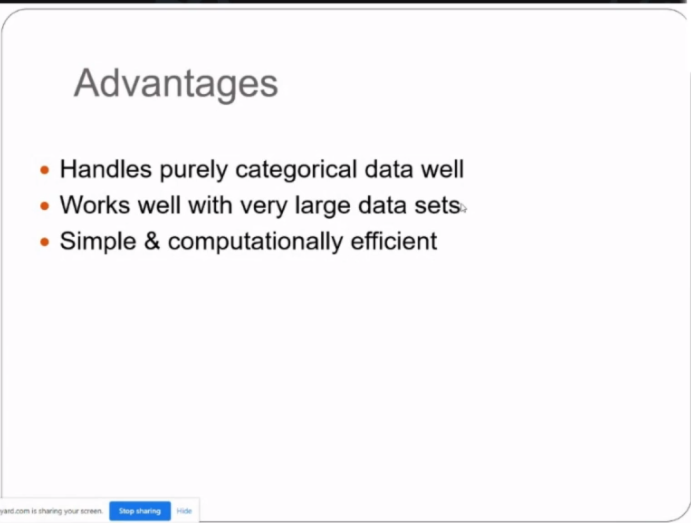 Advantages
Handles purely categorical data well
Works well with very large data sets
Simple & computationally efficient
yard.com is sharing your screen. Stop sharing Hide